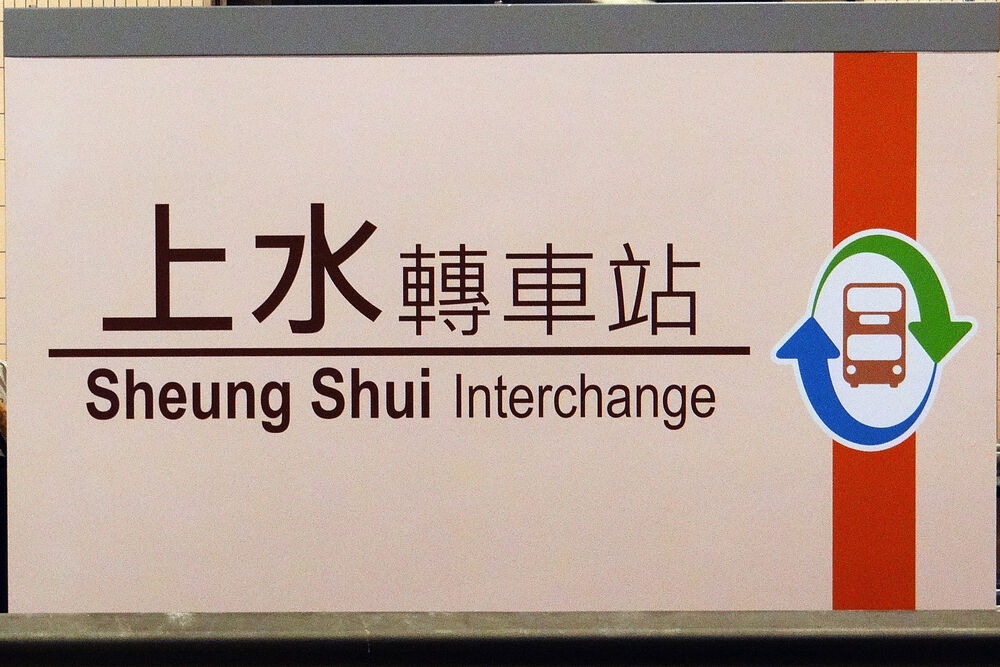 上水轉車站
Sheung Shui Interchange